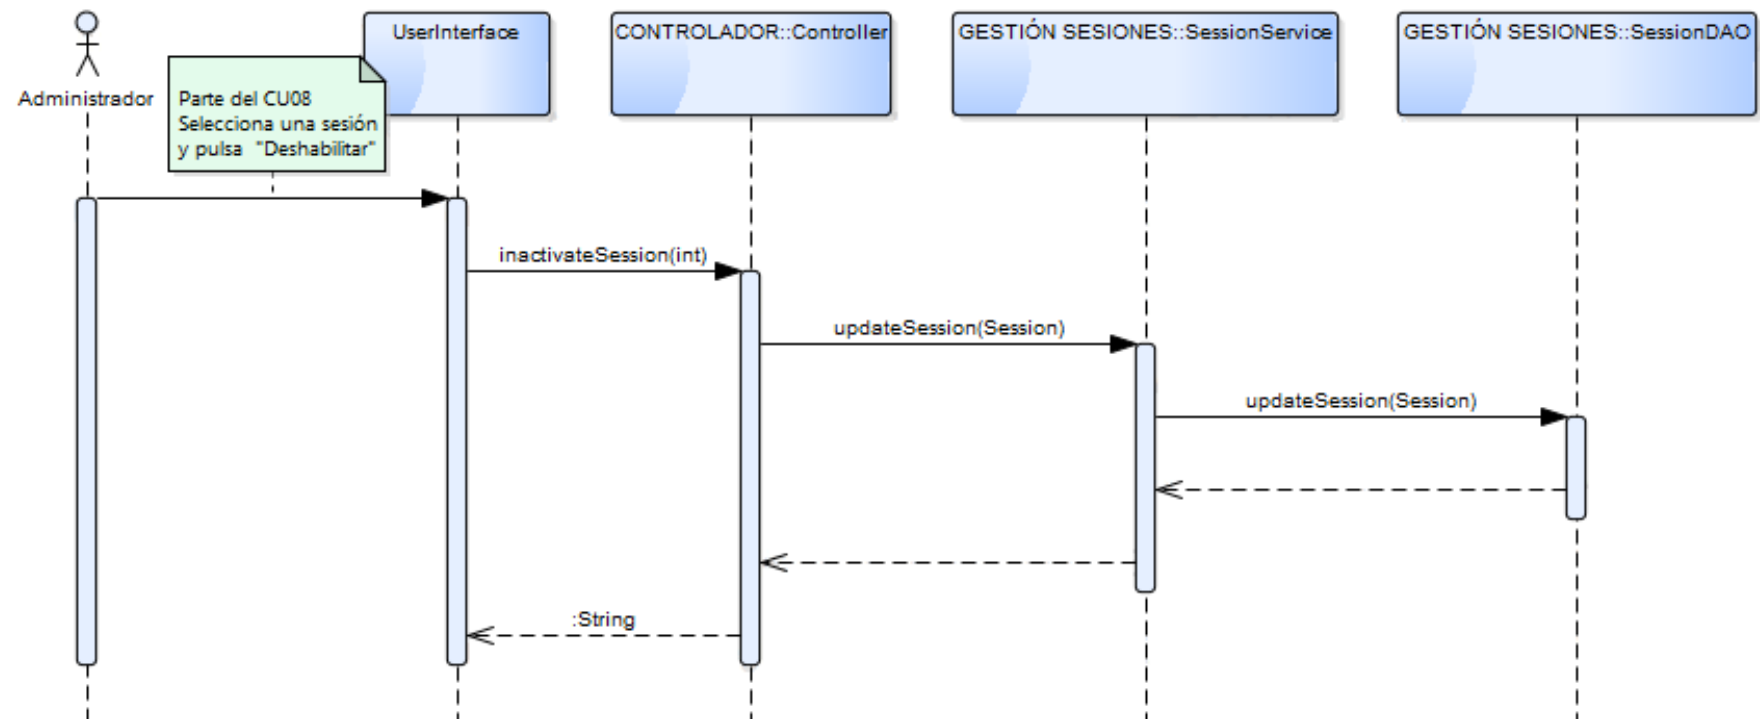 Administrador
Parte del CU08
Selecciona una sesión
y pulsa "Deshabilitar"
UserInterface
CONTROLADOR::Controller
GESTIÓN SESIONES::SessionService
GESTIÓN SESIONES::SessionDAO
inactivateSession(int)
updateSession(Session)
updateSession(Session)
:String